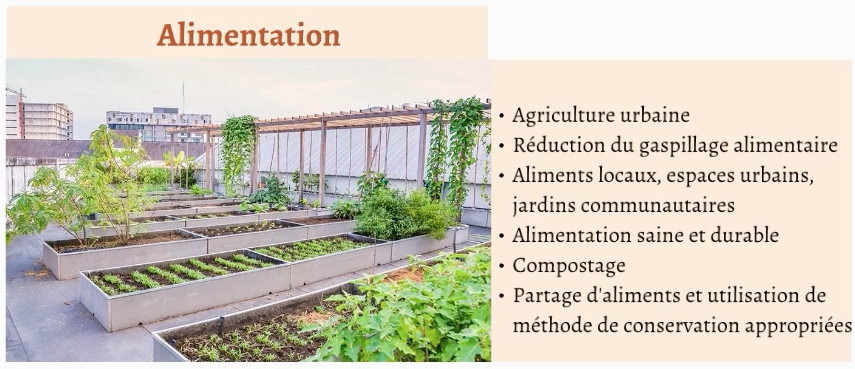 Alimentation
• Agriculture urbaine
• Réduction du gaspillage alimentaire
• Aliments locaux, espaces urbains,
jardins communautaires
• Alimentation saine et durable
• Compostage
• Partage d'aliments et utilisation de
méthode de conservation appropriées